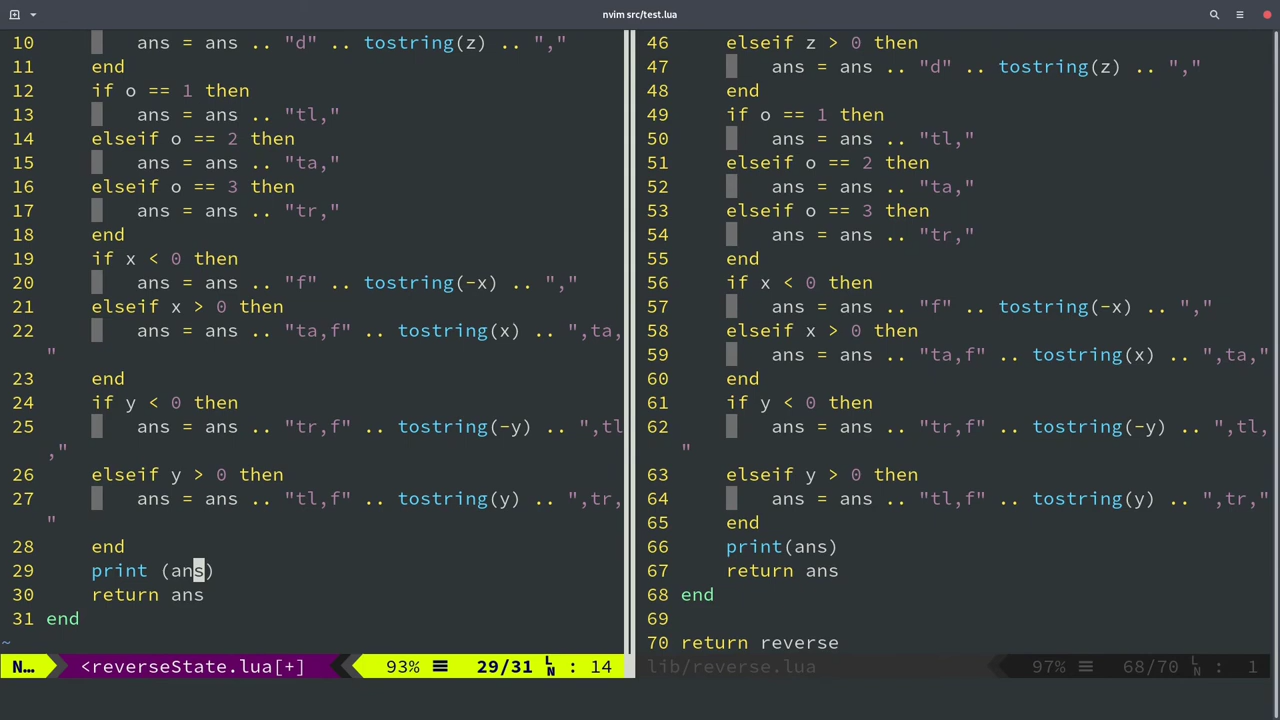 nvim src/test.lua
10 ans = ans .. "d" .. tostring(z) .. ","
11 end
12 if o == 1 then
13 ans = ans .. "tl,"
14 elseif o == 2 then
15 ans = ans .. "ta,"
16 elseif o == 3 then
17 ans = ans .. "tr,"
18 end
19 if x < 0 then
20 ans = ans .. "f" .. tostring(-x) .. ","
21 elseif x > 0 then
22 ans = ans .. "ta,f" .. tostring(x) .. ",ta,
"
23 end
24 if y < 0 then
25 ans = ans .. "tr,f" .. tostring(-y) .. ",tl
,"
26 elseif y > 0 then
27 ans = ans .. "tl,f" .. tostring(y) .. ",tr,
"
28 end
29 print (ans)
30 return ans
31 end
~
N… <reverseState.lua[+] 93% ☰ 29/31 LN : 14
46 elseif z > 0 then
47 ans = ans .. "d" .. tostring(z) .. ","
48 end
49 if o == 1 then
50 ans = ans .. "tl,"
51 elseif o == 2 then
52 ans = ans .. "ta,"
53 elseif o == 3 then
54 ans = ans .. "tr,"
55 end
56 if x < 0 then
57 ans = ans .. "f" .. tostring(-x) .. ","
58 elseif x > 0 then
59 ans = ans .. "ta,f" .. tostring(x) .. ",ta,"
60 end
61 if y < 0 then
62 ans = ans .. "tr,f" .. tostring(-y) .. ",tl,
"
63 elseif y > 0 then
64 ans = ans .. "tl,f" .. tostring(y) .. ",tr,"
65 end
66 print(ans)
67 return ans
68 end
69
70 return reverse
lib/reverse.lua 97% ☰ 68/70 LN : 1